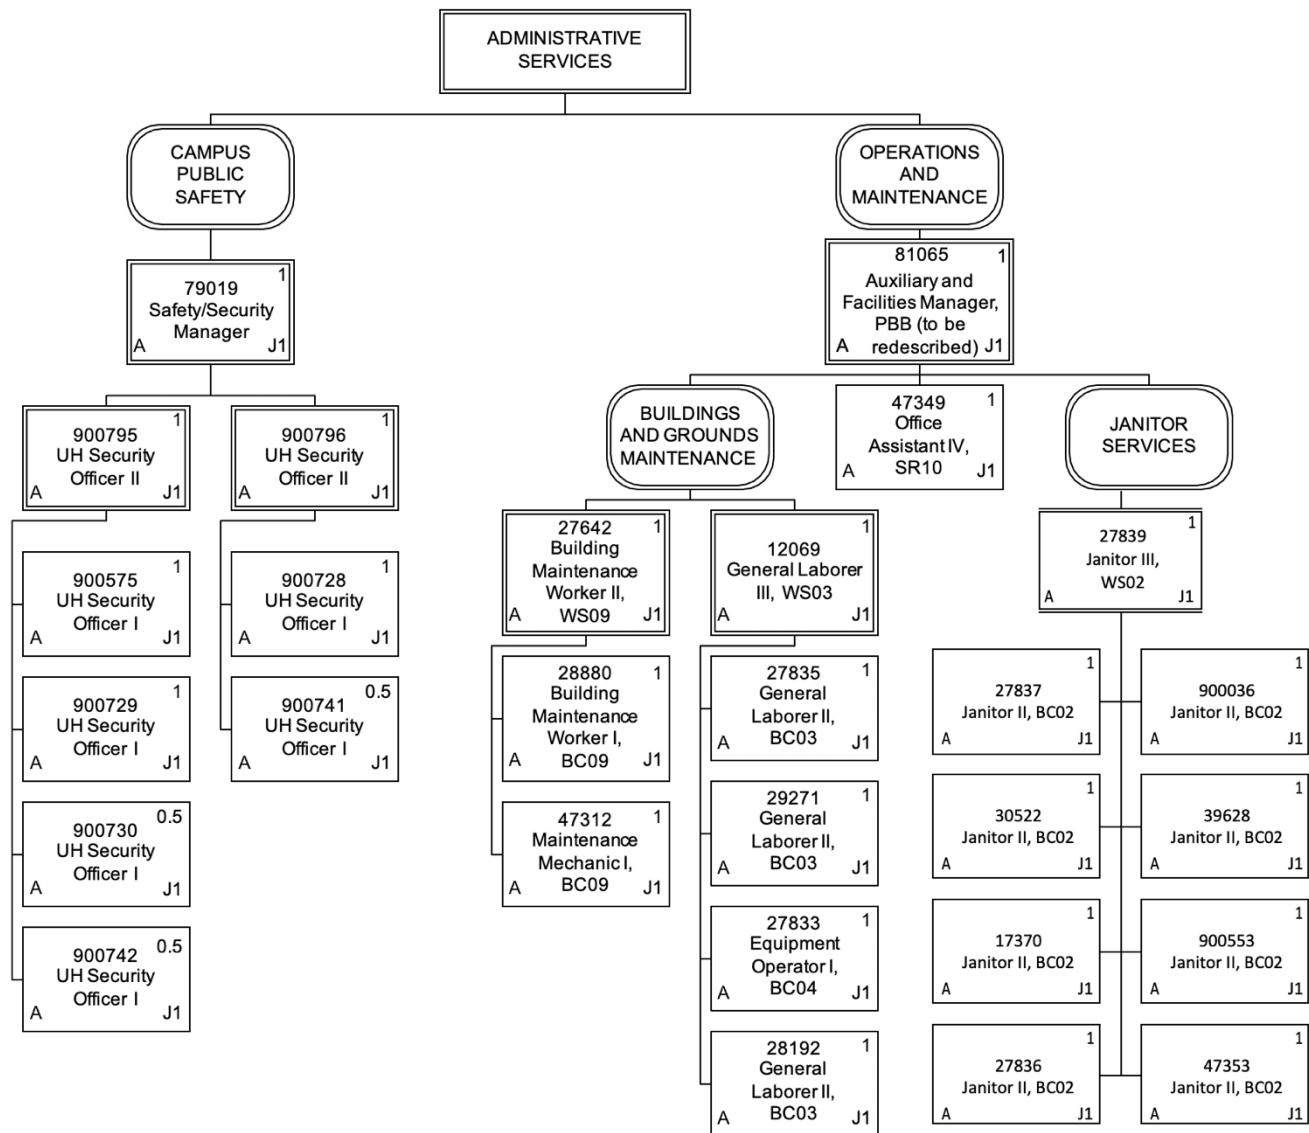 ADMINISTRATIVE
SERVICES
CAMPUS
PUBLIC
SAFETY
1
79019
Safety/Security
Manager
A J1
1
900795
UH Security
Officer II
A J1
1
900575
UH Security
Officer I
A J1
1
900729
UH Security
Officer I
A J1
0.5
900730
UH Security
Officer I
A J1
0.5
900742
UH Security
Officer I
A J1
1
900796
UH Security
Officer II
A J1
1
900728
UH Security
Officer I
A J1
0.5
900741
UH Security
Officer I
A J1
OPERATIONS
AND
MAINTENANCE
81065 1
Auxiliary and
Facilities Manager,
PBB (to be
A redescribed) J1
BUILDINGS
AND GROUNDS
MAINTENANCE
27642 1
Building
Maintenance
Worker II,
A WS09 J1
28880 1
Building
Maintenance
Worker I,
A BC09 J1
47312 1
Maintenance
Mechanic I,
A BC09 J1
1
12069
General Laborer
III, WS03
A J1
27835 1
General
Laborer II,
A BC03 J1
29271 1
General
Laborer II,
A BC03 J1
27833 1
Equipment
Operator I,
A BC04 J1
28192 1
General
Laborer II,
A BC03 J1
47349 1
Office
Assistant IV,
A SR10 J1
JANITOR
SERVICES
1
27839
Janitor III,
WS02
A J1
1
27837
Janitor II, BC02
A J1
1
900036
Janitor II, BC02
A J1
1
30522
Janitor II, BC02
A J1
1
39628
Janitor II, BC02
A J1
1
17370
Janitor II, BC02
A J1
1
900553
Janitor II, BC02
A J1
1
27836
Janitor II, BC02
A J1
1
47353
Janitor II, BC02
A J1